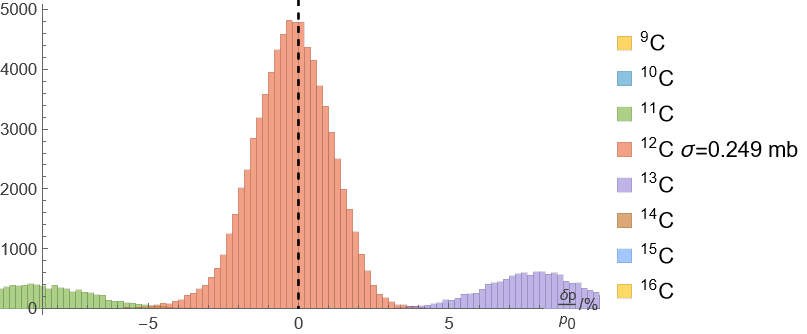 5000
4000
3000
2000
1000
0
−5
0
5
δp/p0 /%
⁹C
¹⁰C
¹¹C
¹²C σ=0.249 mb
¹³C
¹⁴C
¹⁵C
¹⁶C